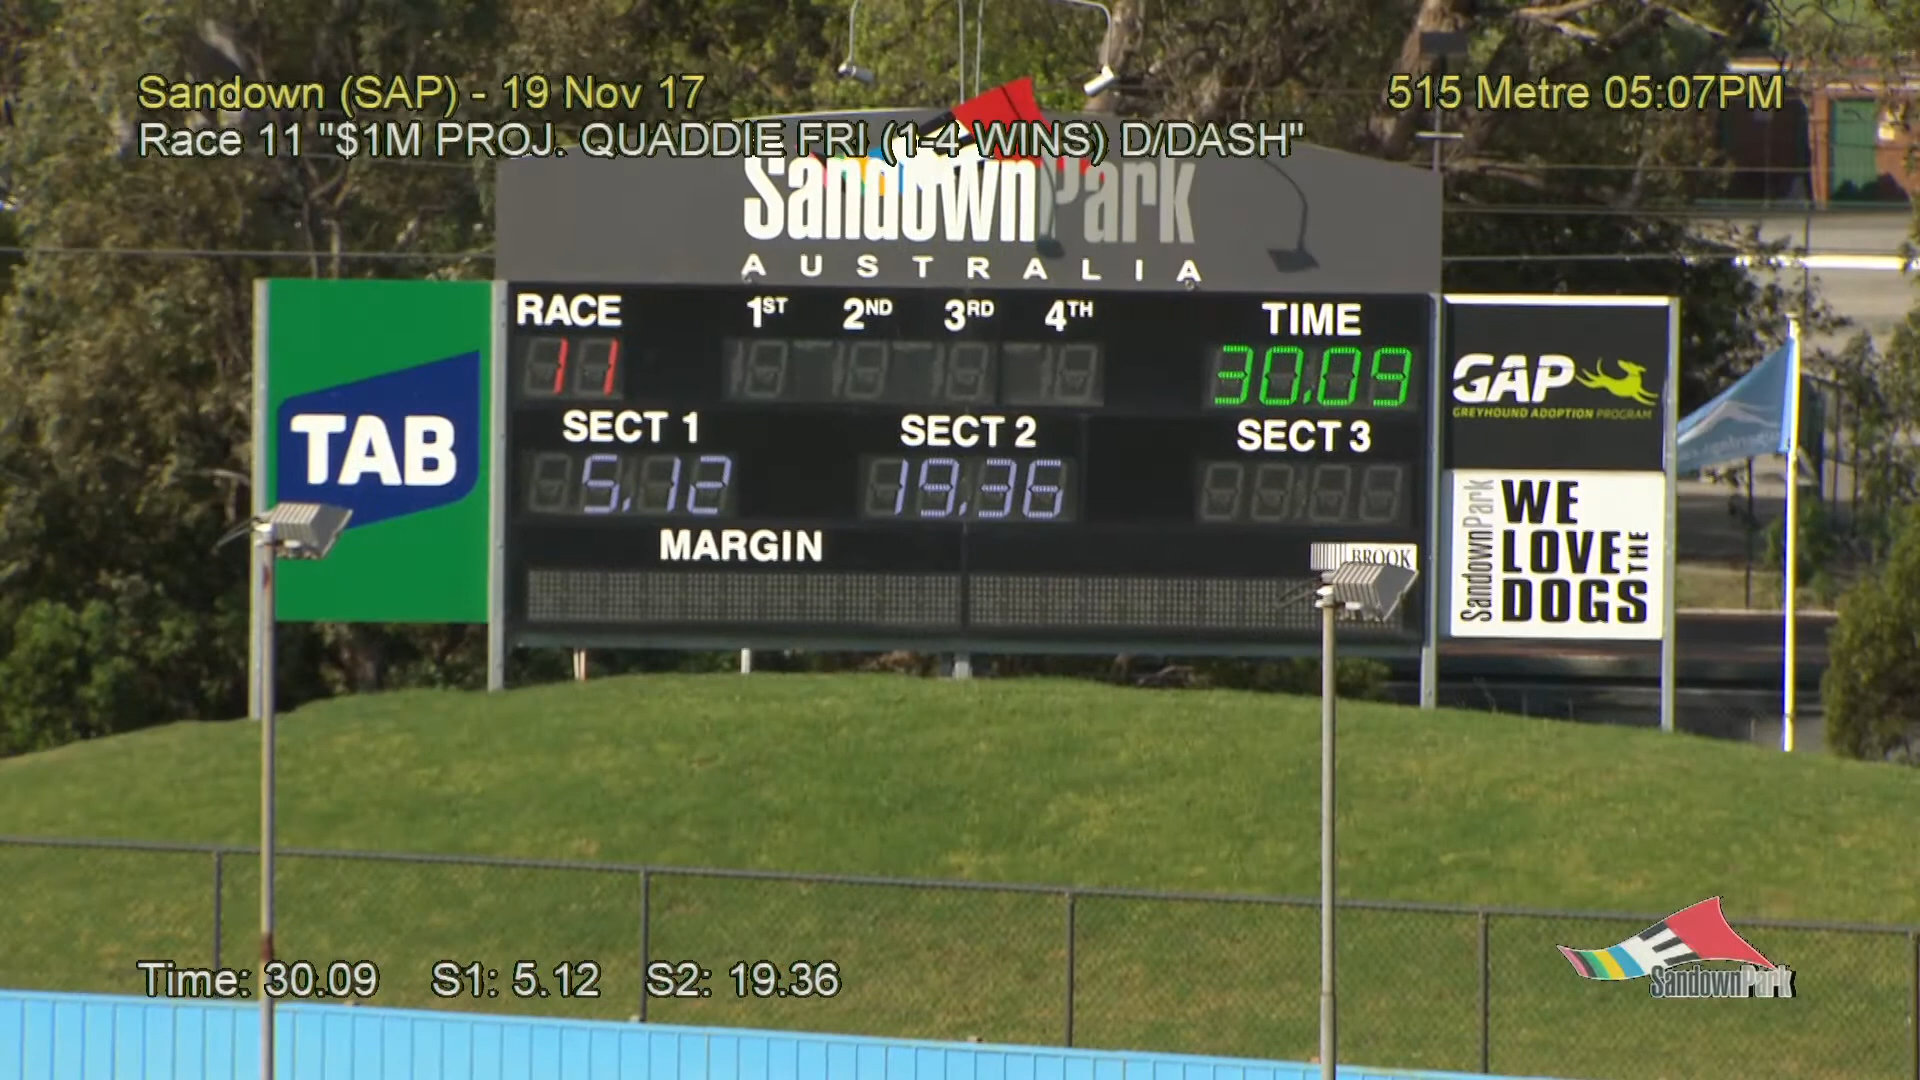 Sandown (SAP) - 19 Nov 17
515 Metre 05:07PM
Race 11 "$1M PROJ. QUADDIE FRI (1-4 WINS) D/DASH"
SandownPark
AUSTRALIA
RACE 1ST 2ND 3RD 4TH TIME
11 30.09
SECT 1 SECT 2 SECT 3
5.12 19.36
MARGIN
BROOK
TAB
GAP
GREYHOUND ADOPTION PROGRAM
SandownPark
WE
LOVE THE
DOGS
Time: 30.09 S1: 5.12 S2: 19.36
SandownPark